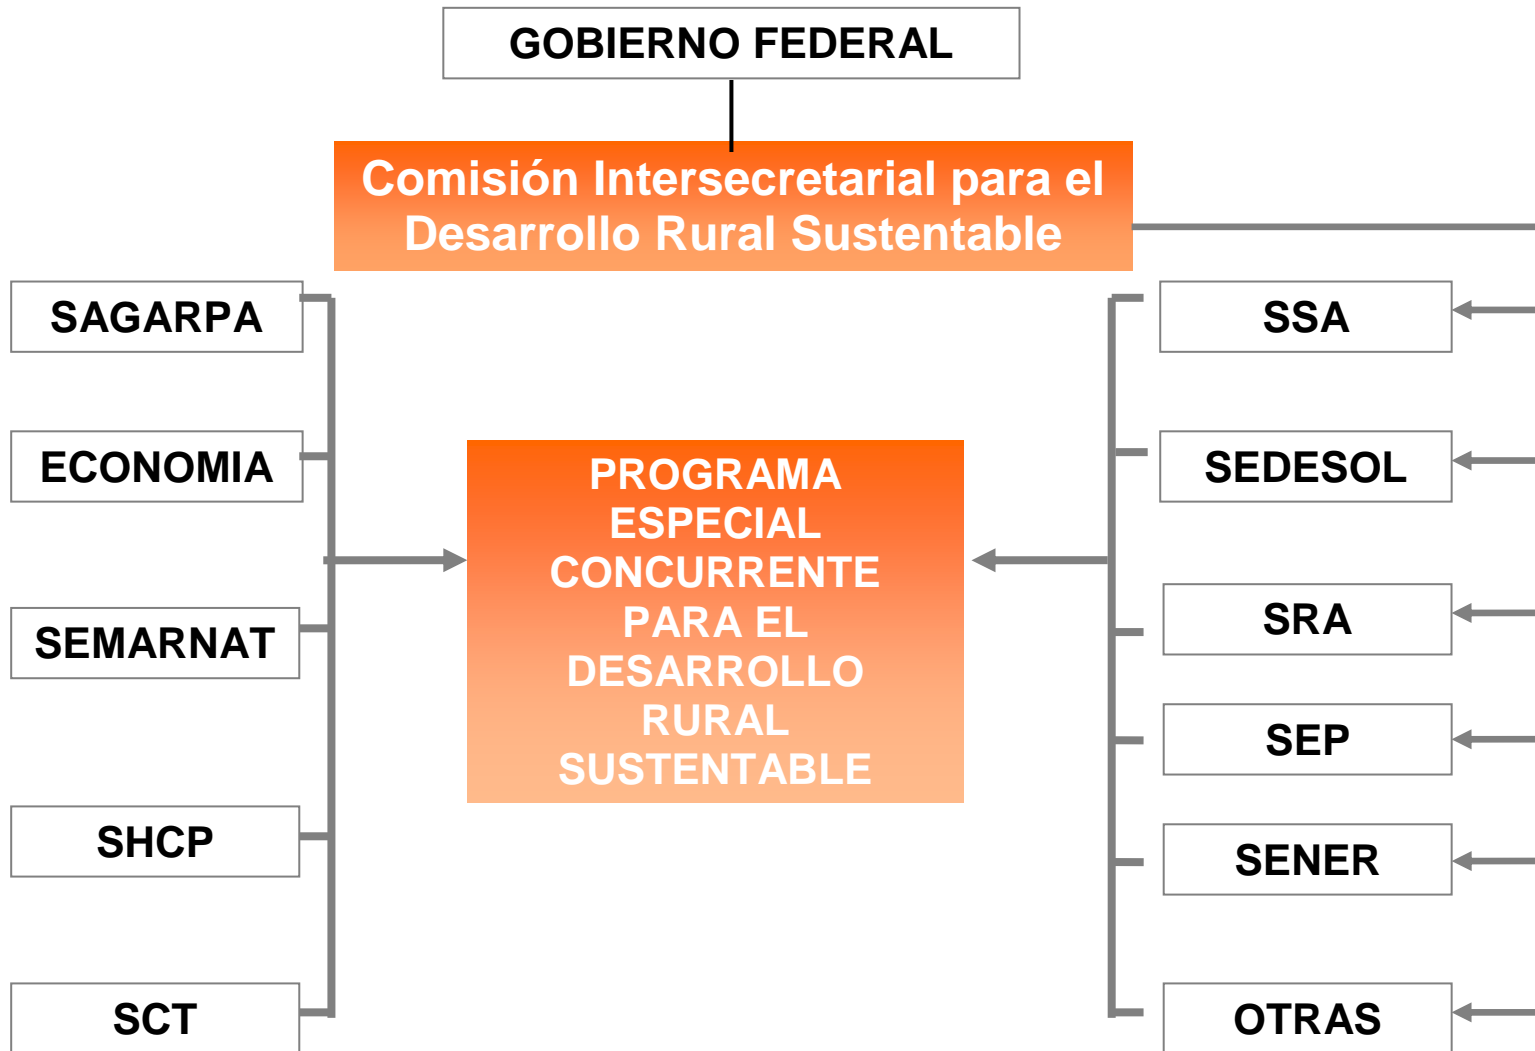 GOBIERNO FEDERAL
Comisión Intersecretarial para el
Desarrollo Rural Sustentable
SAGARPA
ECONOMIA
SEMARNAT
SHCP
SCT
PROGRAMA
ESPECIAL
CONCURRENTE
PARA EL
DESARROLLO
RURAL
SUSTENTABLE
SSA
SEDESOL
SRA
SEP
SENER
OTRAS